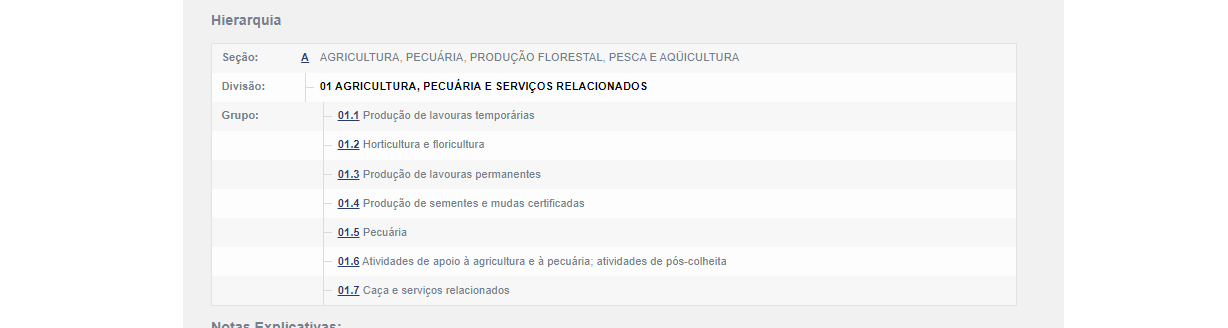 Hierarquia
Seção: A AGRICULTURA, PECUÁRIA, PRODUÇÃO FLORESTAL, PESCA E AQÜICULTURA
Divisão: 01 AGRICULTURA, PECUÁRIA E SERVIÇOS RELACIONADOS
Grupo: 01.1 Produção de lavouras temporárias
01.2 Horticultura e floricultura
01.3 Produção de lavouras permanentes
01.4 Produção de sementes e mudas certificadas
01.5 Pecuária
01.6 Atividades de apoio à agricultura e à pecuária; atividades de pós-colheita
01.7 Caça e serviços relacionados
Notas Explicativas: